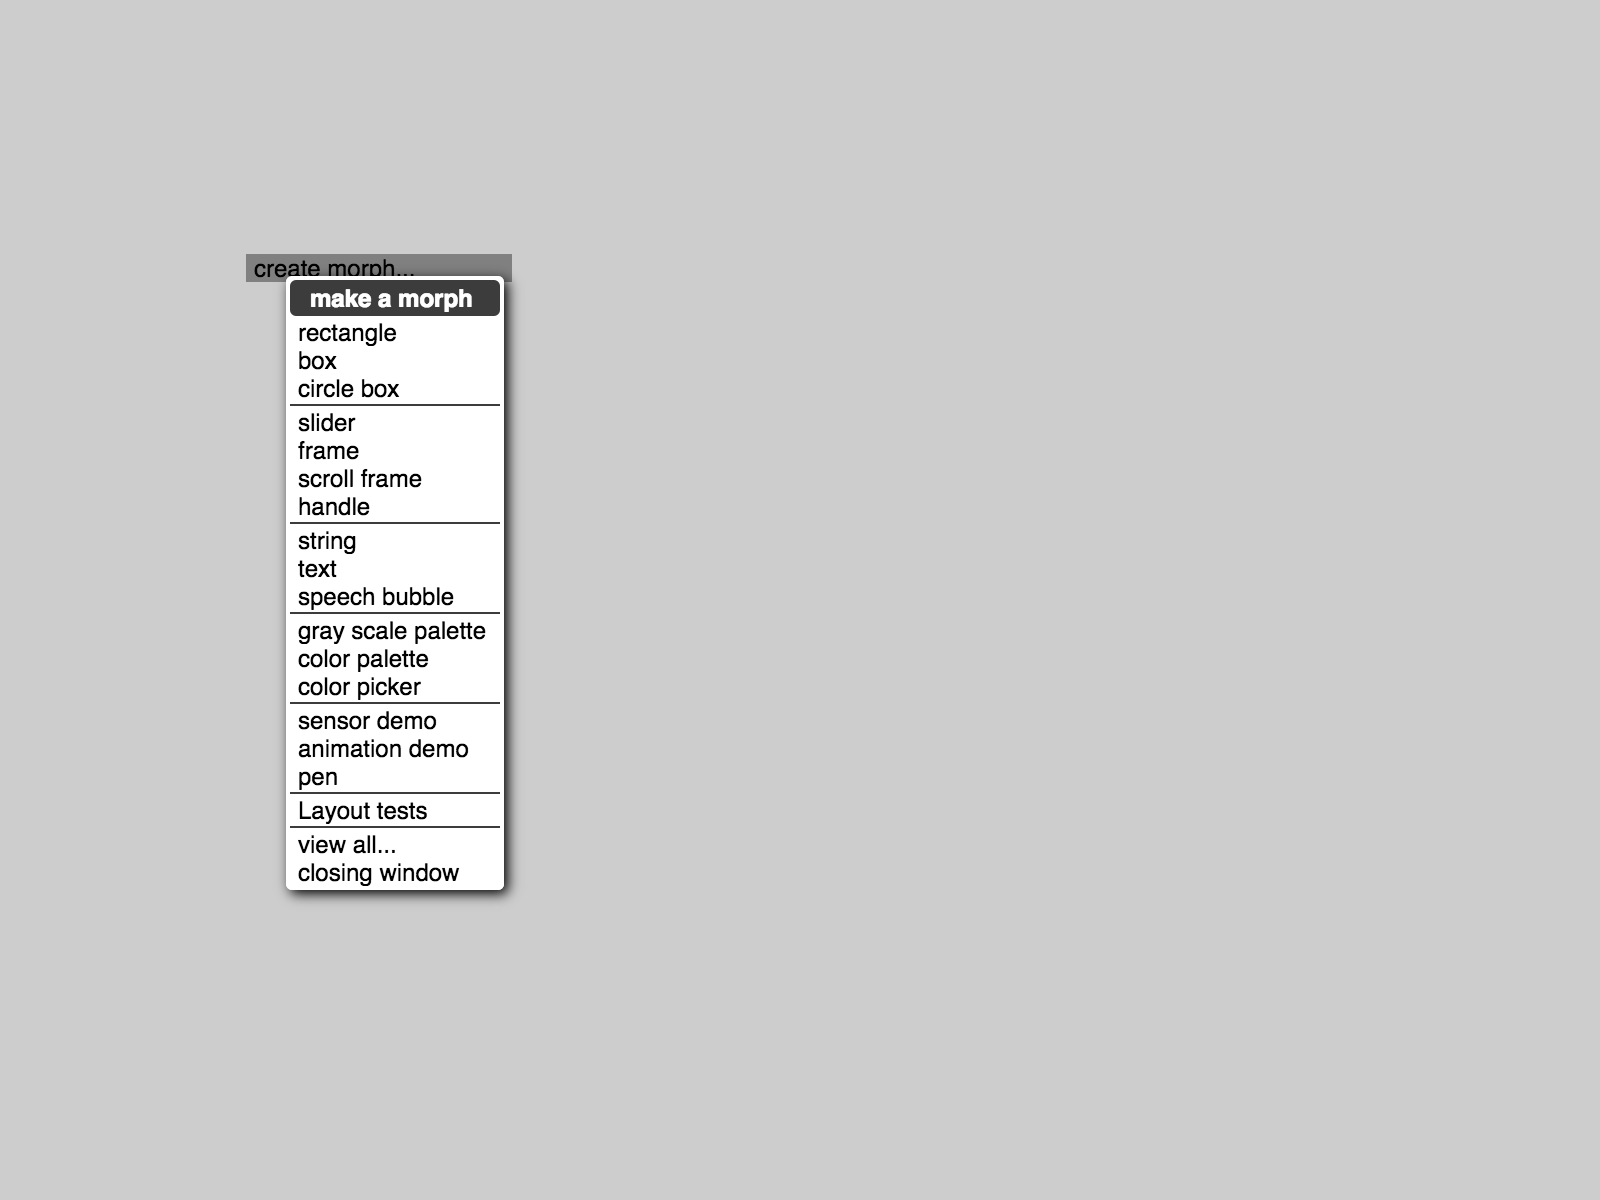 create morph...
make a morph
rectangle
box
circle box
slider
frame
scroll frame
handle
string
text
speech bubble
gray scale palette
color palette
color picker
sensor demo
animation demo
pen
Layout tests
view all...
closing window